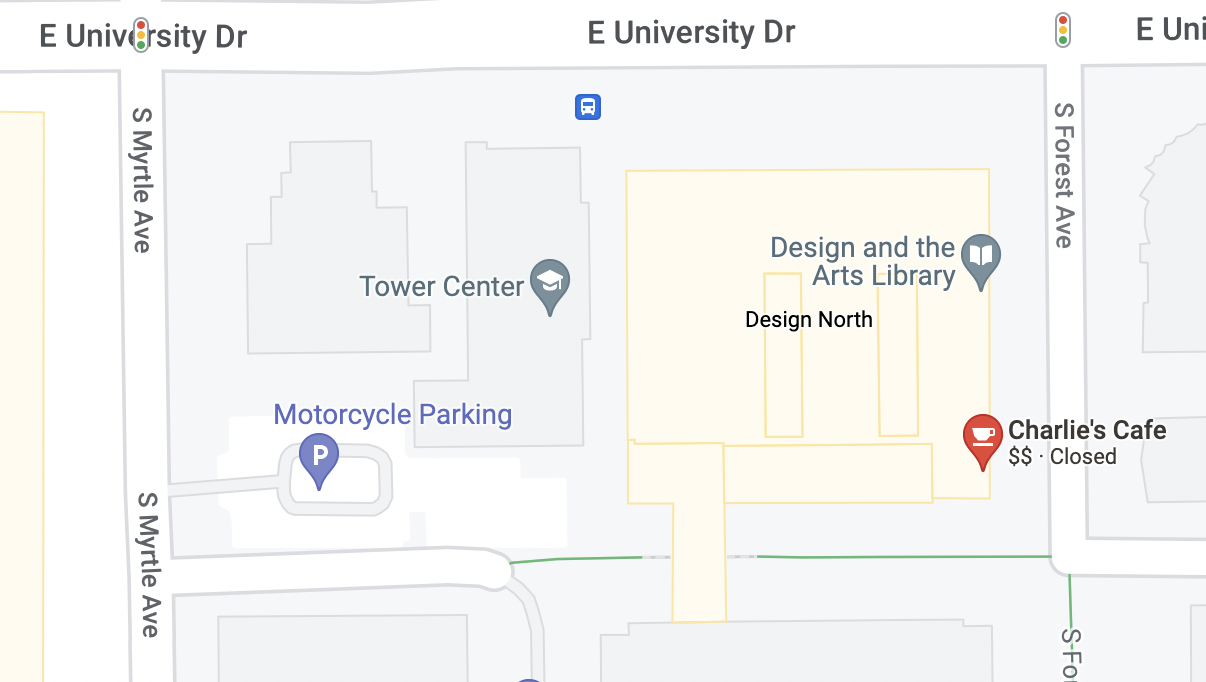 E University Dr
E University Dr
E Uni
S Myrtle Ave
S Forest Ave
Design and the
Arts Library
Tower Center
Design North
Motorcycle Parking
P
Charlie's Cafe
$$ · Closed
S Myrtle Ave
S Fo